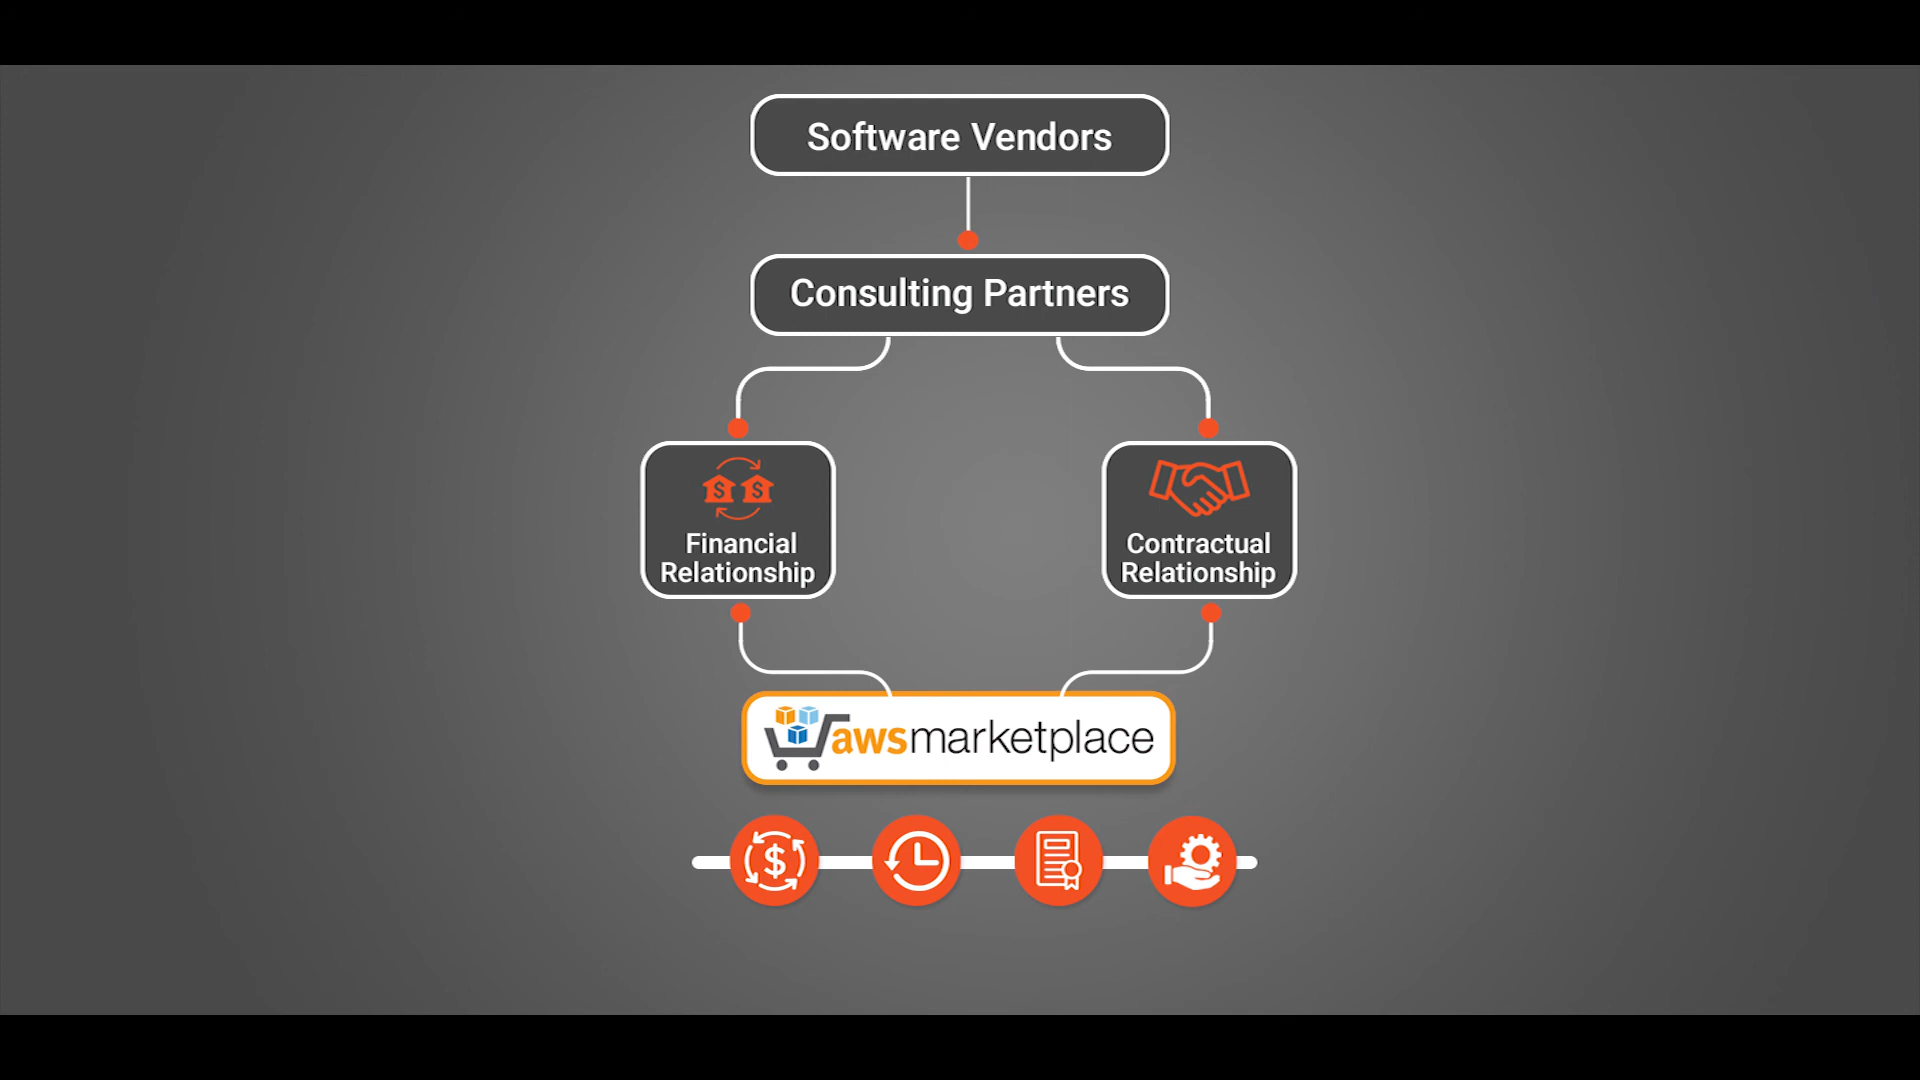 Software Vendors
Consulting Partners
$ $
Financial
Relationship
Contractual
Relationship
awsmarketplace
$